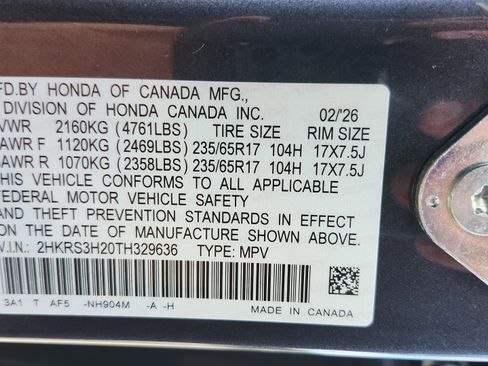 FD.BY HONDA OF CANADA MFG.,
DIVISION OF HONDA CANADA INC. 02/'26
VWR 2160KG (4761LBS) TIRE SIZE RIM SIZE
AWR F 1120KG (2469LBS) 235/65R17 104H 17X7.5J
AWR R 1070KG (2358LBS) 235/65R17 104H 17X7.5J
THIS VEHICLE CONFORMS TO ALL APPLICABLE
FEDERAL MOTOR VEHICLE SAFETY
AND THEFT PREVENTION STANDARDS IN EFFECT
ON THE DATE OF MANUFACTURE SHOWN ABOVE.
V.I.N.: 2HKRS3H20TH329636 TYPE: MPV
3A1 T AF5 -NH904M -A -H MADE IN CANADA